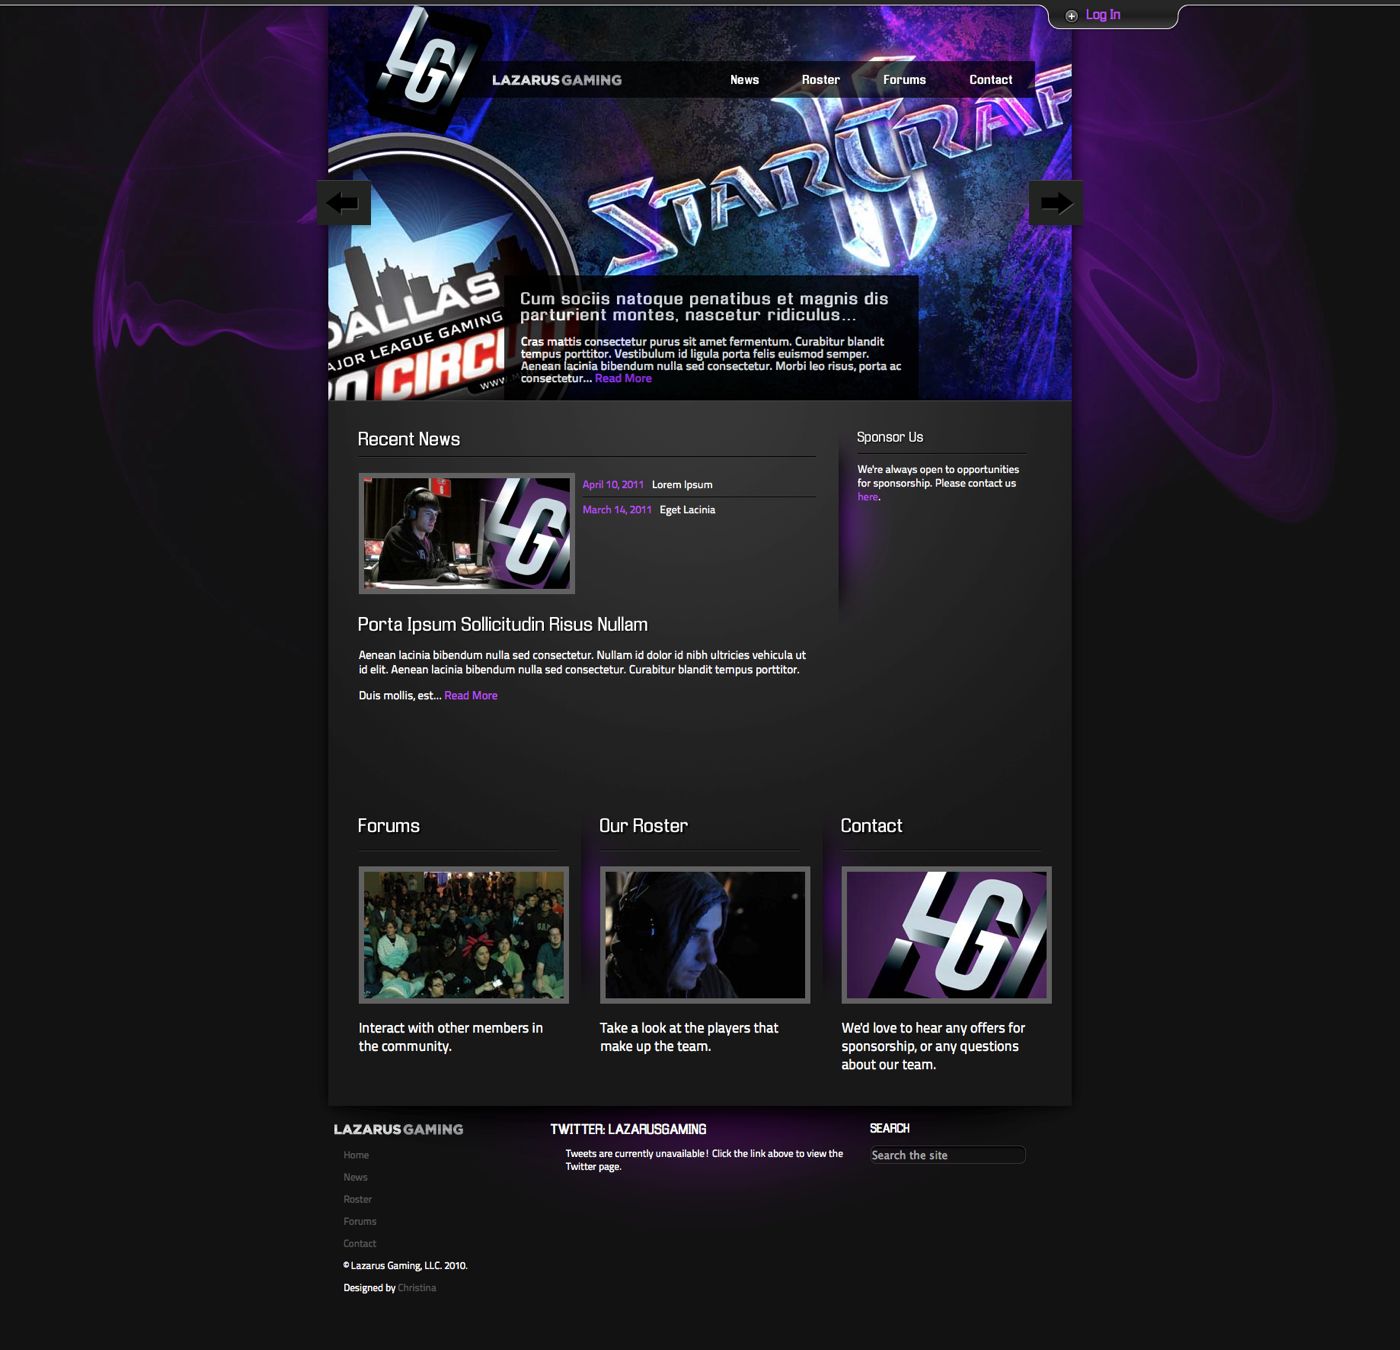 Log In
LG
LAZARUS GAMING
News
Roster
Forums
Contact
STARCRAF
II
DALLAS
AJOR LEAGUE GAMING
RO CIRCU
www.M
Cum sociis natoque penatibus et magnis dis
parturient montes, nascetur ridiculus...
Cras mattis consectetur purus sit amet fermentum. Curabitur blandit
tempus porttitor. Vestibulum id ligula porta felis euismod semper.
Aenean lacinia bibendum nulla sed consectetur. Morbi leo risus, porta ac
consectetur... Read More
Recent News
LG
April 10, 2011 Lorem Ipsum
March 14, 2011 Eget Lacinia
Porta Ipsum Sollicitudin Risus Nullam
Aenean lacinia bibendum nulla sed consectetur. Nullam id dolor id nibh ultricies vehicula ut
id elit. Aenean lacinia bibendum nulla sed consectetur. Curabitur blandit tempus porttitor.
Duis mollis, est... Read More
Sponsor Us
We're always open to opportunities
for sponsorship. Please contact us
here.
Forums
Interact with other members in
the community.
Our Roster
Take a look at the players that
make up the team.
Contact
LG
We'd love to hear any offers for
sponsorship, or any questions
about our team.
LAZARUS GAMING
Home
News
Roster
Forums
Contact
© Lazarus Gaming, LLC. 2010.
Designed by Christina
TWITTER: LAZARUSGAMING
Tweets are currently unavailable! Click the link above to view the
Twitter page.
SEARCH
Search the site